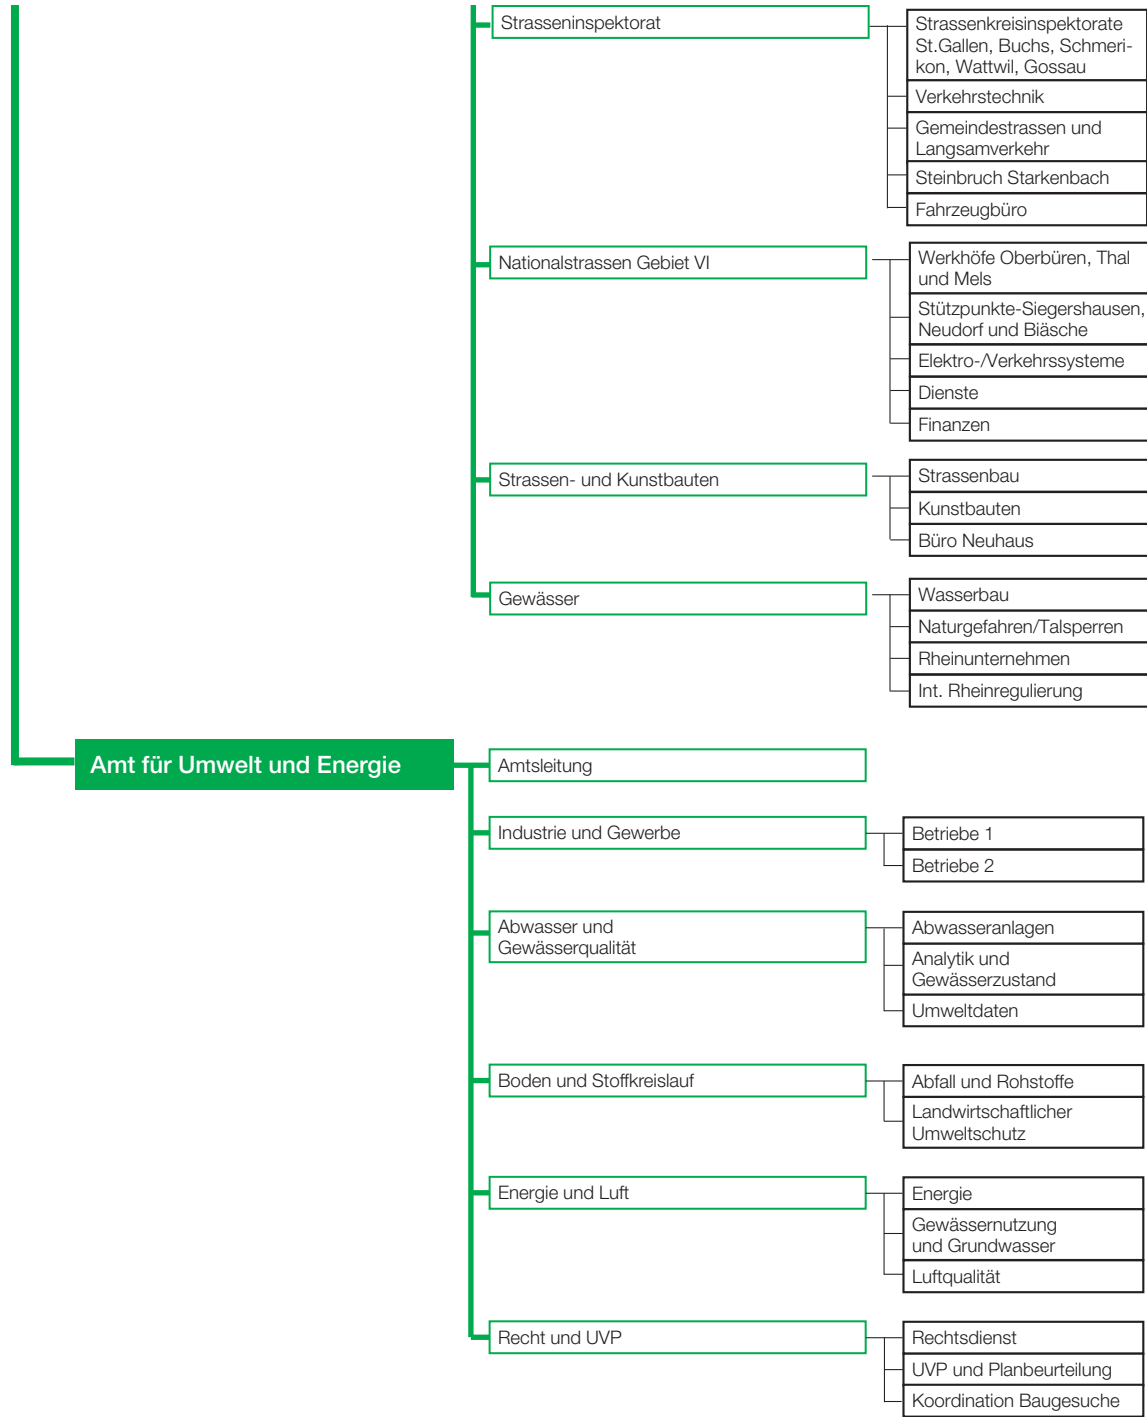 Strasseninspektorat
Strassenkreisinspektorate
St.Gallen, Buchs, Schmeri-
kon, Wattwil, Gossau
Verkehrstechnik
Gemeindestrassen und
Langsamverkehr
Steinbruch Starkenbach
Fahrzeugbüro
Nationalstrassen Gebiet VI
Werkhöfe Oberbüren, Thal
und Mels
Stützpunkte-Siegershausen,
Neudorf und Biäsche
Elektro-/Verkehrssysteme
Dienste
Finanzen
Strassen- und Kunstbauten
Strassenbau
Kunstbauten
Büro Neuhaus
Gewässer
Wasserbau
Naturgefahren/Talsperren
Rheinunternehmen
Int. Rheinregulierung
Amt für Umwelt und Energie
Amtsleitung
Industrie und Gewerbe
Betriebe 1
Betriebe 2
Abwasser und
Gewässerqualität
Abwasseranlagen
Analytik und
Gewässerzustand
Umweltdaten
Boden und Stoffkreislauf
Abfall und Rohstoffe
Landwirtschaftlicher
Umweltschutz
Energie und Luft
Energie
Gewässernutzung
und Grundwasser
Luftqualität
Recht und UVP
Rechtsdienst
UVP und Planbeurteilung
Koordination Baugesuche